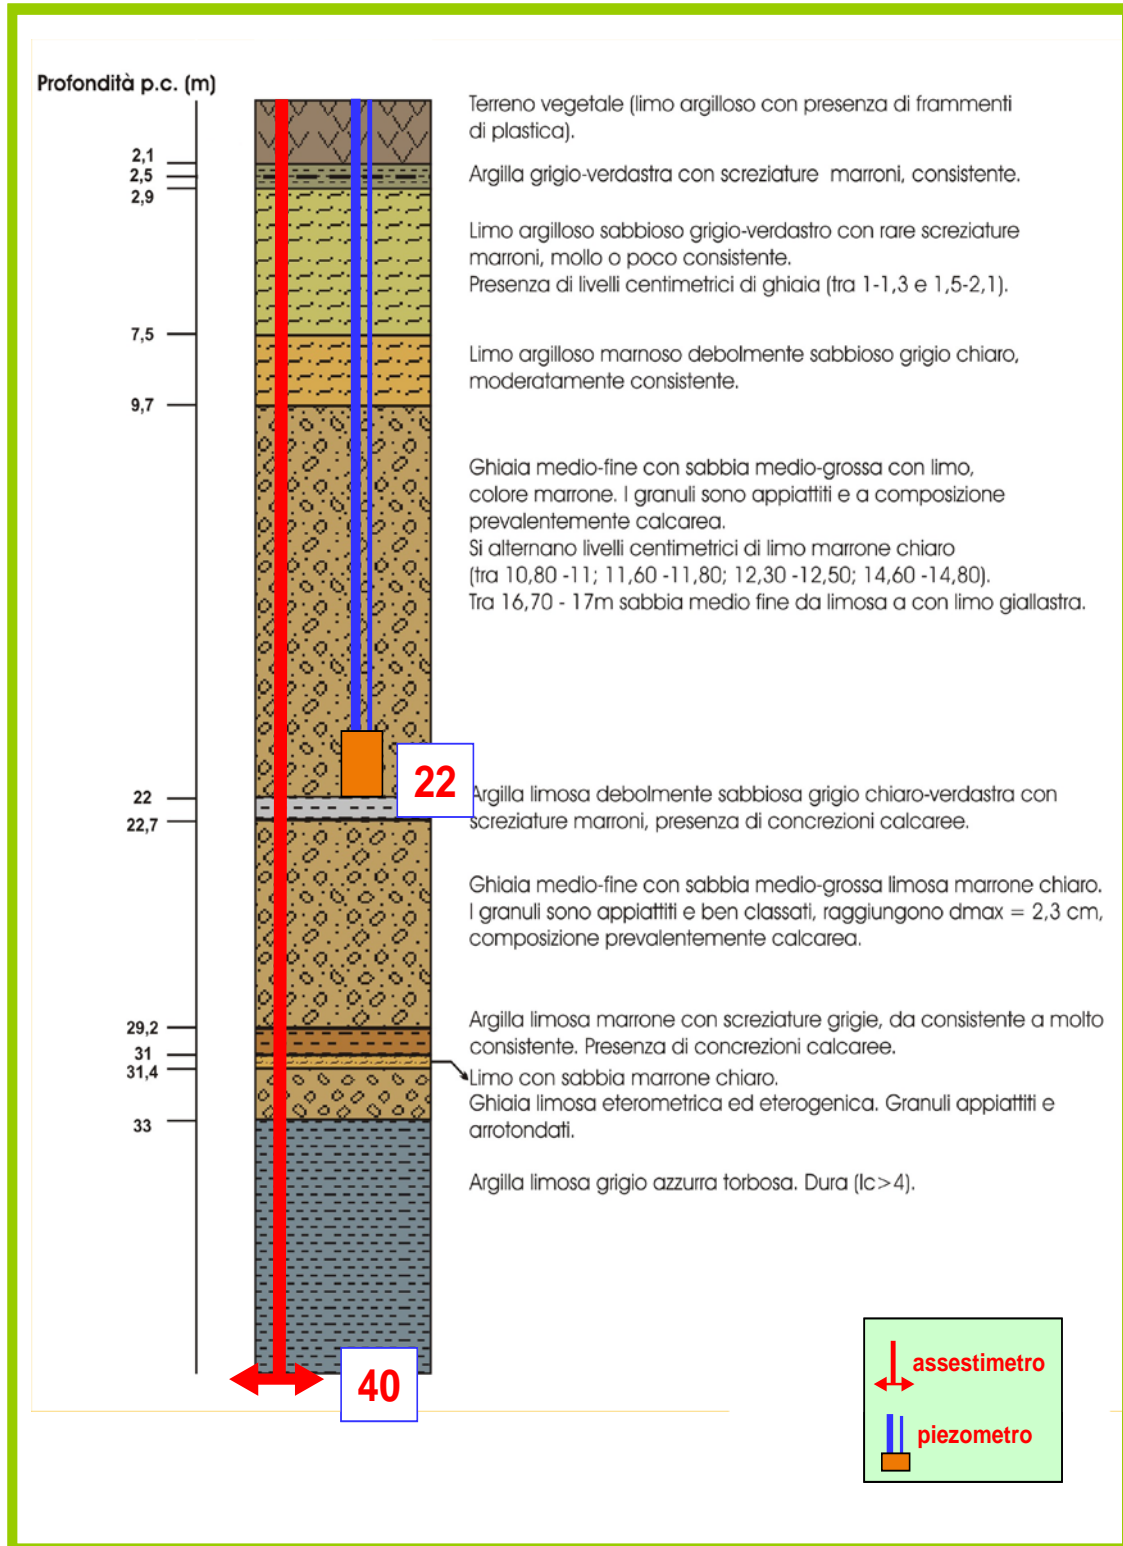 Profondità p.c. (m)
Terreno vegetale (limo argilloso con presenza di frammenti
di plastica).
2,1
2,5
2,9
Argilla grigio-verdastra con screziature marroni, consistente.
Limo argilloso sabbioso grigio-verdastro con rare screziature
marroni, mollo o poco consistente.
Presenza di livelli centimetrici di ghiaia (tra 1-1,3 e 1,5-2,1).
7,5
Limo argilloso marnoso debolmente sabbioso grigio chiaro,
moderatamente consistente.
9,7
Ghiaia medio-fine con sabbia medio-grossa con limo,
colore marrone. I granuli sono appiattiti e a composizione
prevalentemente calcarea.
Si alternano livelli centimetrici di limo marrone chiaro
(tra 10,80 -11; 11,60 -11,80; 12,30 -12,50; 14,60 -14,80).
Tra 16,70 - 17m sabbia medio fine da limosa a con limo giallastra.
22
22
22,7
Argilla limosa debolmente sabbiosa grigio chiaro-verdastra con
screziature marroni, presenza di concrezioni calcaree.
Ghiaia medio-fine con sabbia medio-grossa limosa marrone chiaro.
I granuli sono appiattiti e ben classati, raggiungono dmax = 2,3 cm,
composizione prevalentemente calcarea.
29,2
31
31,4
Argilla limosa marrone con screziature grigie, da consistente a molto
consistente. Presenza di concrezioni calcaree.
Limo con sabbia marrone chiaro.
Ghiaia limosa eterometrica ed eterogenica. Granuli appiattiti e
arrotondati.
33
Argilla limosa grigio azzurra torbosa. Dura (Ic>4).
40
assestimetro
piezometro